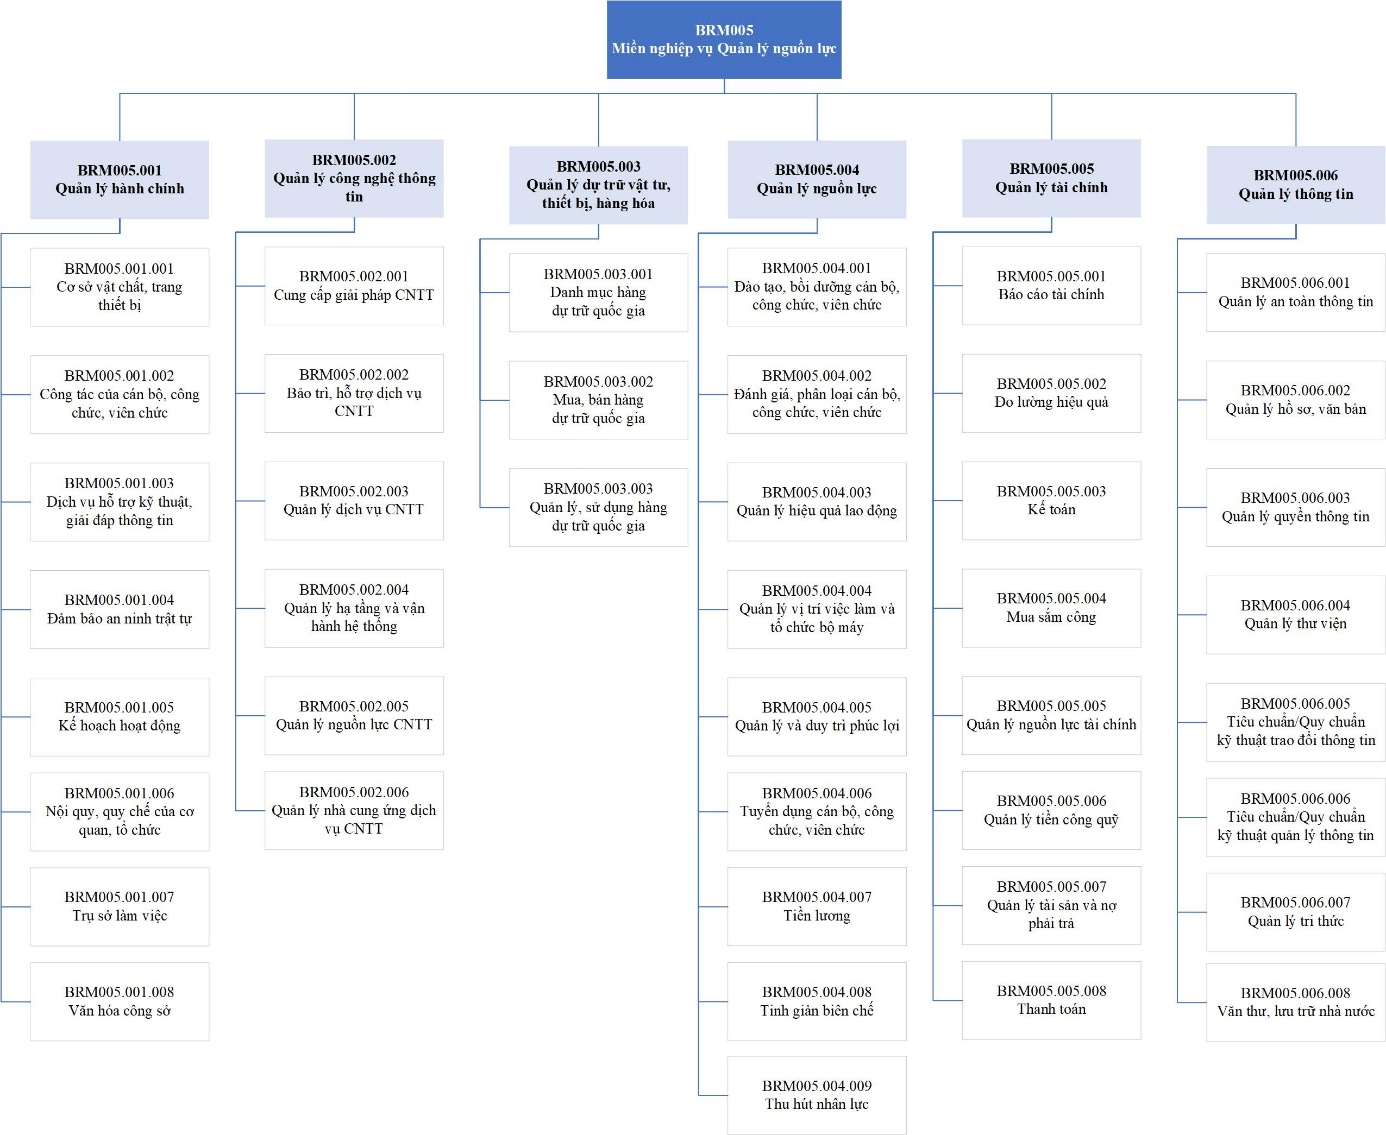 BRM005
Miền nghiệp vụ Quản lý nguồn lực
BRM005.001
Quản lý hành chính
BRM005.001.001
Cơ sở vật chất, trang
thiết bị
BRM005.001.002
Công tác của cán bộ, công
chức, viên chức
BRM005.001.003
Dịch vụ hỗ trợ kỹ thuật,
giải đáp thông tin
BRM005.001.004
Đảm bảo an ninh trật tự
BRM005.001.005
Kế hoạch hoạt động
BRM005.001.006
Nội quy, quy chế của cơ
quan, tổ chức
BRM005.001.007
Trụ sở làm việc
BRM005.001.008
Văn hóa công sở
BRM005.002
Quản lý công nghệ thông
tin
BRM005.002.001
Cung cấp giải pháp CNTT
BRM005.002.002
Bảo trì, hỗ trợ dịch vụ
CNTT
BRM005.002.003
Quản lý dịch vụ CNTT
BRM005.002.004
Quản lý hạ tầng và vận
hành hệ thống
BRM005.002.005
Quản lý nguồn lực CNTT
BRM005.002.006
Quản lý nhà cung ứng dịch
vụ CNTT
BRM005.003
Quản lý dự trữ vật tư,
thiết bị, hàng hóa
BRM005.003.001
Danh mục hàng
dự trữ quốc gia
BRM005.003.002
Mua, bán hàng
dự trữ quốc gia
BRM005.003.003
Quản lý, sử dụng hàng
dự trữ quốc gia
BRM005.004
Quản lý nguồn lực
BRM005.004.001
Đào tạo, bồi dưỡng cán bộ,
công chức, viên chức
BRM005.004.002
Đánh giá, phân loại cán bộ,
công chức, viên chức
BRM005.004.003
Quản lý hiệu quả lao động
BRM005.004.004
Quản lý vị trí việc làm và
tổ chức bộ máy
BRM005.004.005
Quản lý và duy trì phúc lợi
BRM005.004.006
Tuyển dụng cán bộ, công
chức, viên chức
BRM005.004.007
Tiền lương
BRM005.004.008
Tinh giản biên chế
BRM005.004.009
Thu hút nhân lực
BRM005.005
Quản lý tài chính
BRM005.005.001
Báo cáo tài chính
BRM005.005.002
Đo lường hiệu quả
BRM005.005.003
Kế toán
BRM005.005.004
Mua sắm công
BRM005.005.005
Quản lý nguồn lực tài chính
BRM005.005.006
Quản lý tiền công quỹ
BRM005.005.007
Quản lý tài sản và nợ
phải trả
BRM005.005.008
Thanh toán
BRM005.006
Quản lý thông tin
BRM005.006.001
Quản lý an toàn thông tin
BRM005.006.002
Quản lý hồ sơ, văn bản
BRM005.006.003
Quản lý quyền thông tin
BRM005.006.004
Quản lý thư viện
BRM005.006.005
Tiêu chuẩn/Quy chuẩn
kỹ thuật trao đổi thông tin
BRM005.006.006
Tiêu chuẩn/Quy chuẩn
kỹ thuật quản lý thông tin
BRM005.006.007
Quản lý tri thức
BRM005.006.008
Văn thư, lưu trữ nhà nước